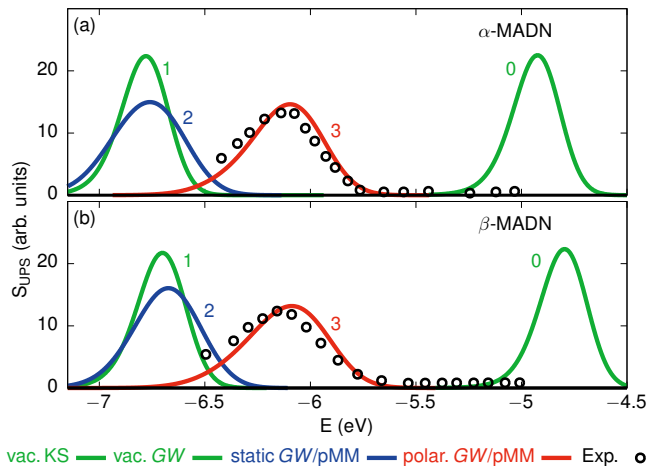 (a)
α-MADN
20
10
0
1
2
3
0
(b)
β-MADN
20
10
0
1
2
3
0
S_UPS (arb. units)
−7 −6.5 −6 −5.5 −5 −4.5
E (eV)
vac. KS vac. GW static GW/pMM polar. GW/pMM Exp.